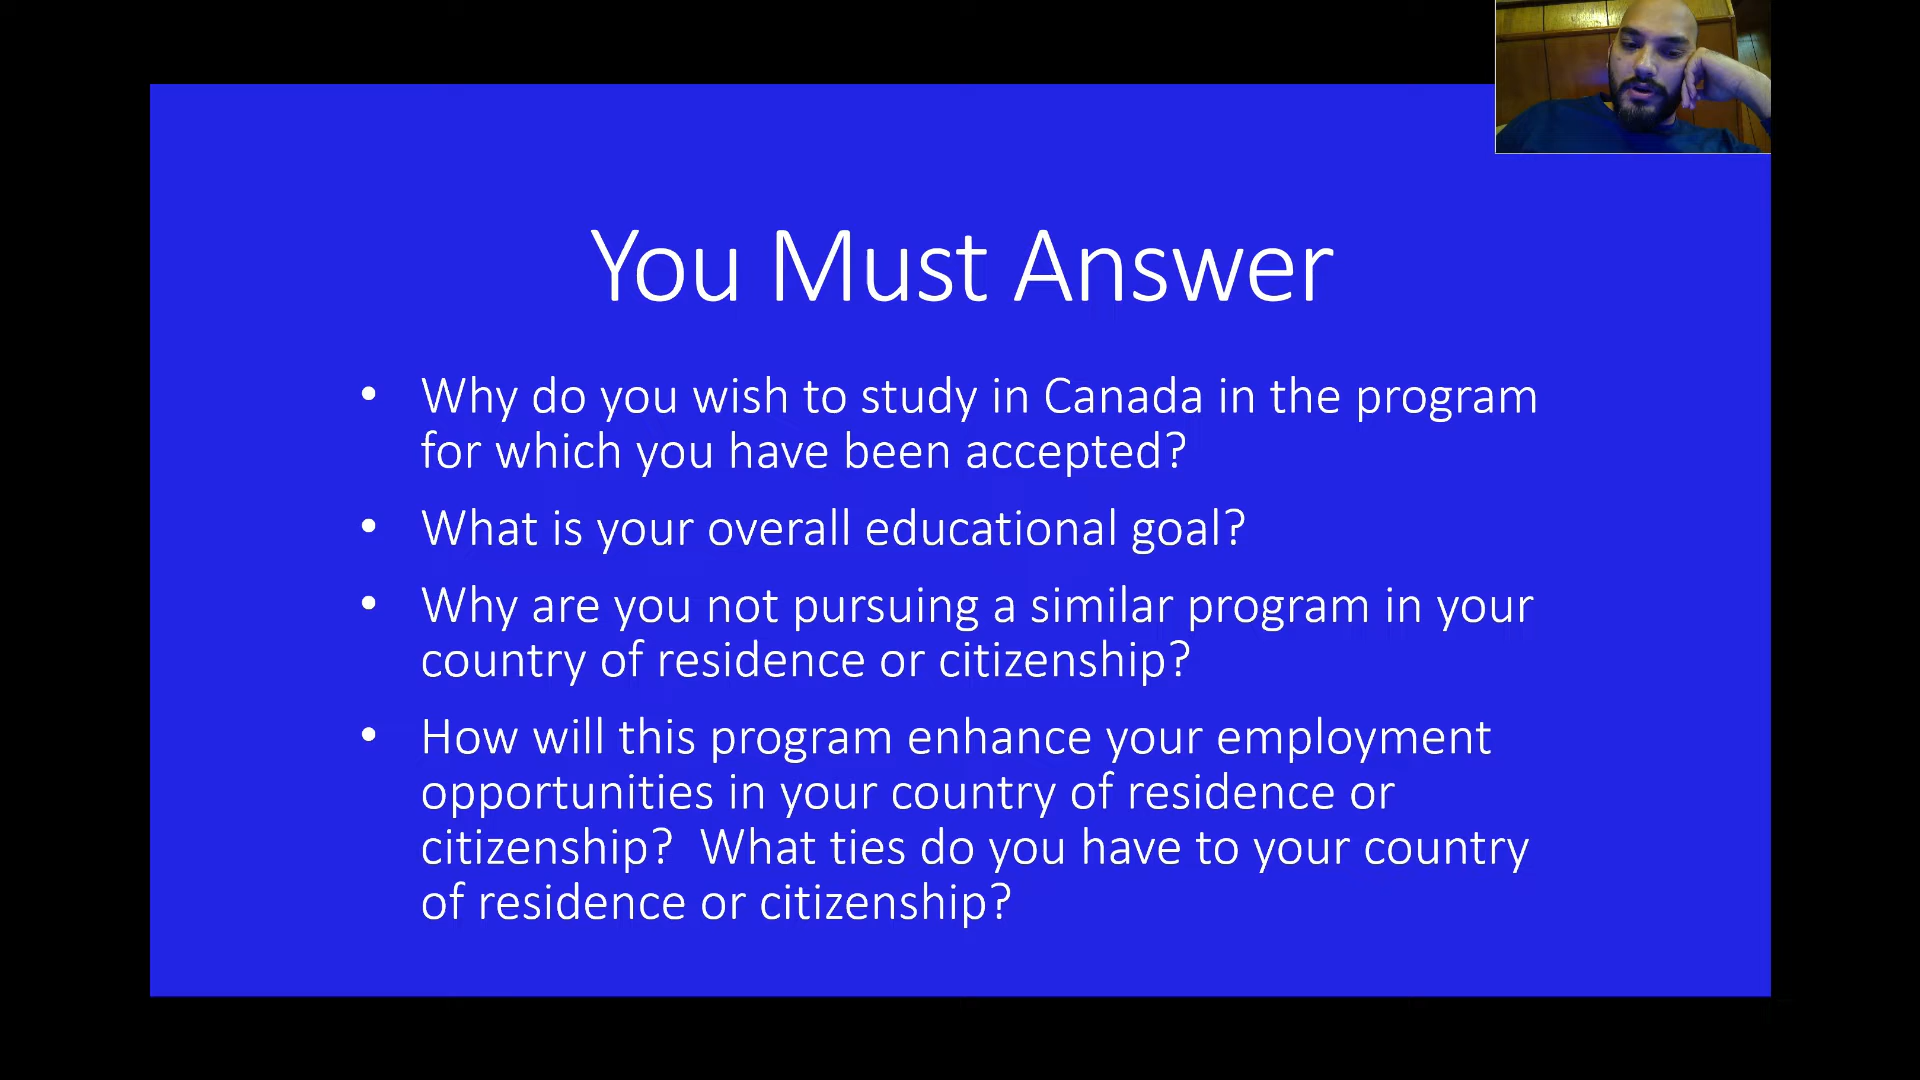 You Must Answer
• Why do you wish to study in Canada in the program
for which you have been accepted?
• What is your overall educational goal?
• Why are you not pursuing a similar program in your
country of residence or citizenship?
• How will this program enhance your employment
opportunities in your country of residence or
citizenship?  What ties do you have to your country
of residence or citizenship?